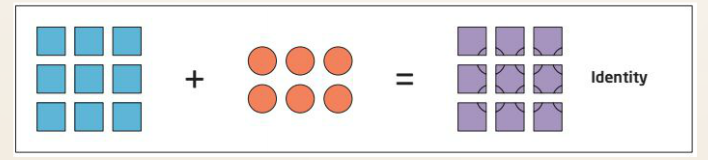 + = Identity